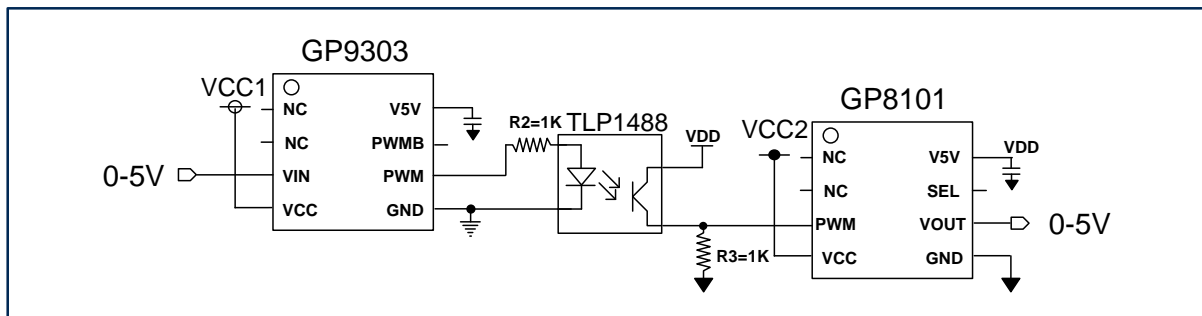 GP9303
VCC1
NC
NC
VIN
VCC
V5V
PWMB
PWM
GND
0-5V
R2=1K
TLP1488
VDD
R3=1K
GP8101
VCC2
NC
NC
PWM
VCC
V5V
SEL
VOUT
GND
VDD
0-5V